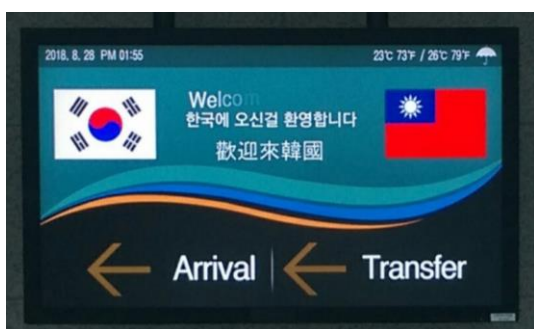 2018. 8. 28 PM 01:55
23℃ 73℉ / 26℃ 79℉
Welcom
한국에 오신걸 환영합니다
歡迎來韓國
Arrival
Transfer